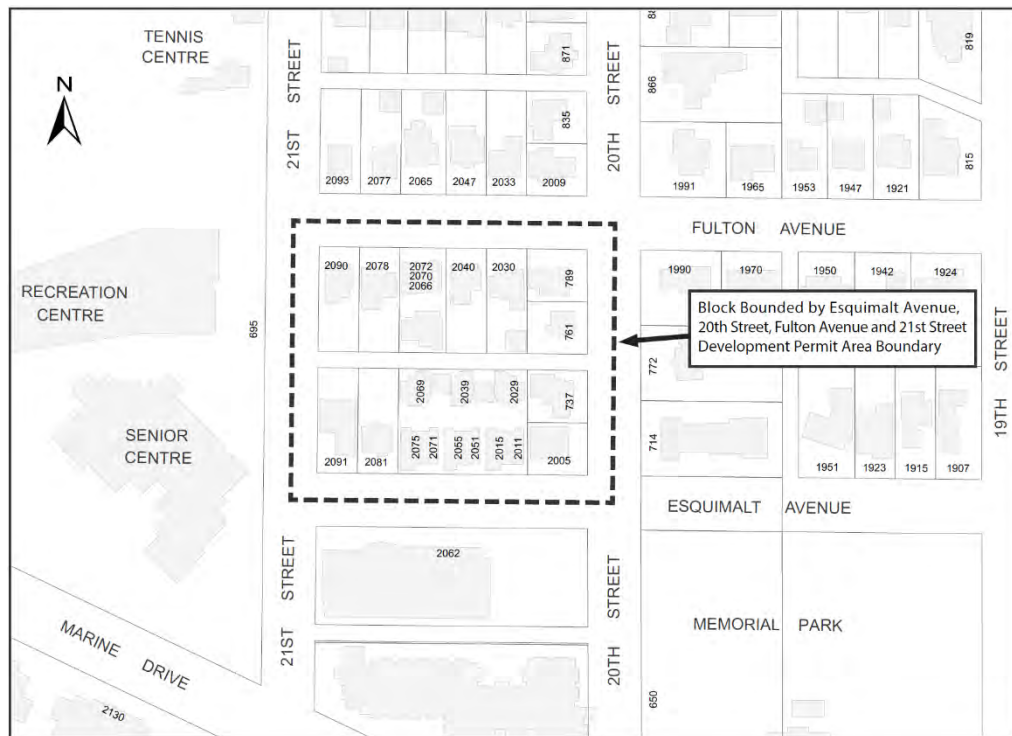 TENNIS
CENTRE
N
21ST STREET
20TH STREET
871
866
819
835
815
2093
2077
2065
2047
2033
2009
1991
1965
1953
1947
1921
FULTON AVENUE
RECREATION
CENTRE
695
2090
2078
2072
2070
2066
2040
2030
789
761
1990
1970
1950
1942
1924
Block Bounded by Esquimalt Avenue,
20th Street, Fulton Avenue and 21st Street
Development Permit Area Boundary
772
19TH STREET
SENIOR
CENTRE
2069
2039
2029
737
2075
2071
2055
2051
2015
2011
2091
2081
2005
714
1951
1923
1915
1907
ESQUIMALT AVENUE
21ST STREET
2062
20TH STREET
MEMORIAL PARK
MARINE DRIVE
2130
650